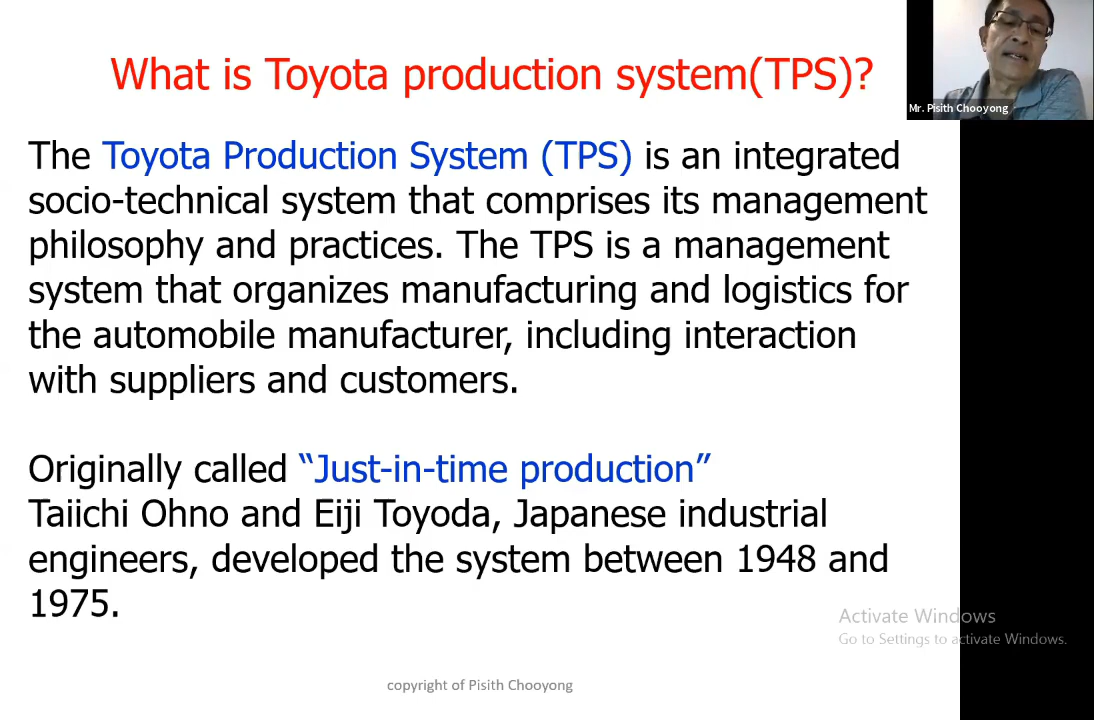 What is Toyota production system(TPS)?
Mr. Pisith Chooyong
The Toyota Production System (TPS) is an integrated
socio-technical system that comprises its management
philosophy and practices. The TPS is a management
system that organizes manufacturing and logistics for
the automobile manufacturer, including interaction
with suppliers and customers.
Originally called “Just-in-time production”
Taiichi Ohno and Eiji Toyoda, Japanese industrial
engineers, developed the system between 1948 and
1975.
Activate Windows
Go to Settings to activate Windows.
copyright of Pisith Chooyong